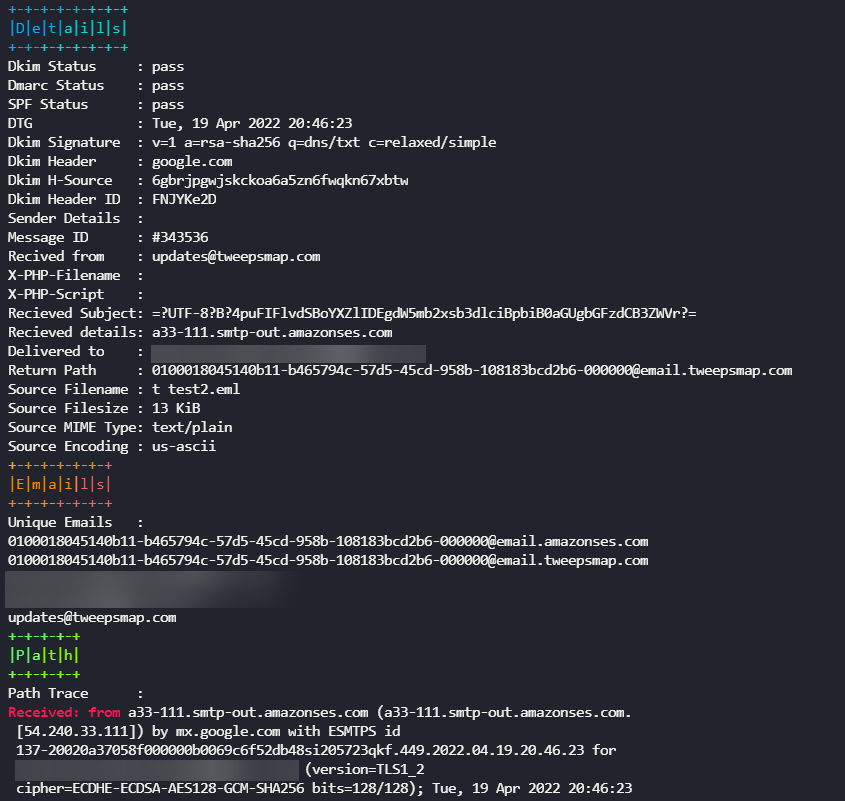 +-+-+-+-+-+-+-+
|D|e|t|a|i|l|s|
+-+-+-+-+-+-+-+
Dkim Status     : pass
Dmarc Status    : pass
SPF Status      : pass
DTG             : Tue, 19 Apr 2022 20:46:23
Dkim Signature  : v=1 a=rsa-sha256 q=dns/txt c=relaxed/simple
Dkim Header     : google.com
Dkim H-Source   : 6gbrjpgwjskckoa6a5zn6fwqkn67xbtw
Dkim Header ID  : FNJYKe2D
Sender Details  :
Message ID      : #343536
Recived from    : updates@tweepsmap.com
X-PHP-Filename  :
X-PHP-Script    :
Recieved Subject: =?UTF-8?B?4puFIFlvdSBoYXZlIDEgdW5mb2xsb3dlciBpbiB0aGUgbGFzdCB3ZWVr?=
Recieved details: a33-111.smtp-out.amazonses.com
Delivered to    :
Return Path     : 0100018045140b11-b465794c-57d5-45cd-958b-108183bcd2b6-000000@email.tweepsmap.com
Source Filename : t test2.eml
Source Filesize : 13 KiB
Source MIME Type: text/plain
Source Encoding : us-ascii
+-+-+-+-+-+-+
|E|m|a|i|l|s|
+-+-+-+-+-+-+
Unique Emails   :
0100018045140b11-b465794c-57d5-45cd-958b-108183bcd2b6-000000@email.amazonses.com
0100018045140b11-b465794c-57d5-45cd-958b-108183bcd2b6-000000@email.tweepsmap.com
updates@tweepsmap.com
+-+-+-+-+
|P|a|t|h|
+-+-+-+-+
Path Trace      :
Received: from a33-111.smtp-out.amazonses.com (a33-111.smtp-out.amazonses.com.
[54.240.33.111]) by mx.google.com with ESMTPS id
137-20020a37058f000000b0069c6f52db48si205723qkf.449.2022.04.19.20.46.23 for
(version=TLS1_2
cipher=ECDHE-ECDSA-AES128-GCM-SHA256 bits=128/128); Tue, 19 Apr 2022 20:46:23